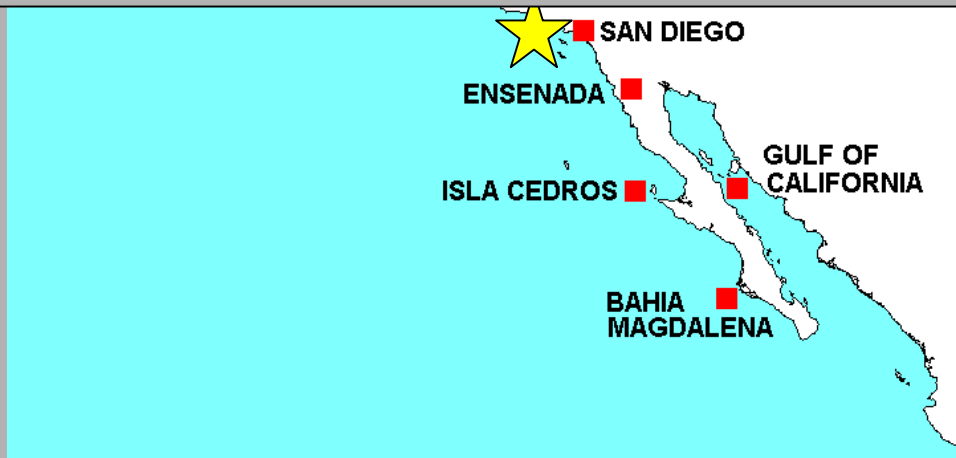 SAN DIEGO
ENSENADA
GULF OF
CALIFORNIA
ISLA CEDROS
BAHIA
MAGDALENA